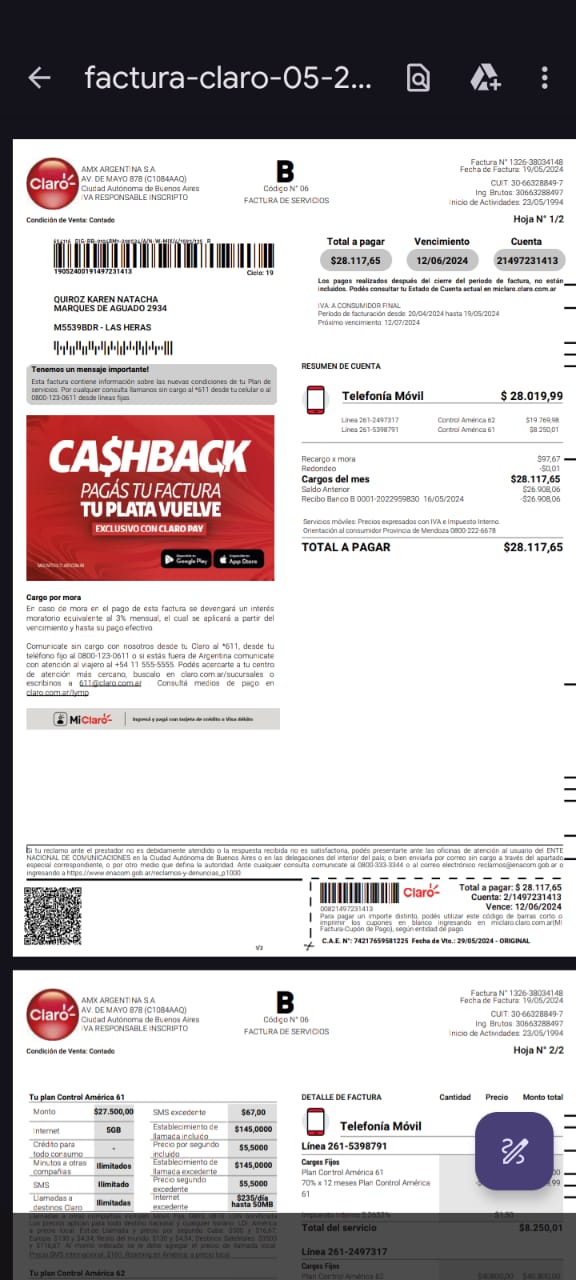 factura-claro-05-2...
Claro
AMX ARGENTINA S.A
AV. DE MAYO 878 (C1084AAQ)
Ciudad Autónoma de Buenos Aires
IVA RESPONSABLE INSCRIPTO
B
Código N° 06
FACTURA DE SERVICIOS
Factura N° 1326-38034148
Fecha de Factura: 19/05/2024
CUIT: 30-66328849-7
Ing. Brutos: 30663288497
Inicio de Actividades: 23/05/1994
Condición de Venta: Contado
Hoja N° 1/2
19052400191497231413
Ciclo: 19
Total a pagar
Vencimiento
Cuenta
$28.117,65
12/06/2024
21497231413
Los pagos realizados después del cierre del periodo de factura, no están
incluidos. Podés consultar tu Estado de Cuenta actual en miclaro.claro.com.ar
IVA: A CONSUMIDOR FINAL
Periodo de facturación desde 20/04/2024 hasta 19/05/2024
Próximo vencimiento: 12/07/2024
QUIROZ KAREN NATACHA
MARQUES DE AGUADO 2934
M5539BDR - LAS HERAS
Tenemos un mensaje importante!
Esta factura contiene información sobre las nuevas condiciones de tu Plan de
servicios. Por cualquier consulta llamanos sin cargo al *611 desde tu celular o al
0800-123-0611 desde líneas fijas.
CA$HBACK
PAGÁS TU FACTURA
TU PLATA VUELVE
EXCLUSIVO CON CLARO PAY
Google Play
App Store
RESUMEN DE CUENTA
Telefonía Móvil $ 28.019,99
Línea 261-2497317 Control América 62 $19.769,98
Línea 261-5398791 Control América 61 $8.250,01
Recargo x mora $97,67
Redondeo -$0,01
Cargos del mes $28.117,65
Saldo Anterior $26.908,06
Recibo Banco B 0001-2022959830 16/05/2024 -$26.908,06
Servicios móviles: Precios expresados con IVA e Impuesto Interno.
Orientación al consumidor Provincia de Mendoza 0800-222-6678
TOTAL A PAGAR $28.117,65
Cargo por mora
En caso de mora en el pago de esta factura se devengará un interés
moratorio equivalente al 3% mensual, el cual se aplicará a partir del
vencimiento y hasta su pago efectivo.
Comunicate sin cargo con nosotros desde tu Claro al *611, desde tu
teléfono fijo al 0800-123-0611 o si estás fuera de Argentina comunicate
con atención al viajero al +54 11 555-5555. Podés acercarte a tu centro
de atención más cercano, buscalo en claro.com.ar/sucursales o
escribinos a 611@claro.com.ar Consultá medios de pago en
claro.com.ar/lymp
Mi Claro
Ingresá y pagá con tarjeta de crédito o Visa débito
Si tu reclamo ante el prestador no es debidamente atendido o la respuesta recibida no es satisfactoria, podés presentarte ante las oficinas de atención al usuario del ENTE
NACIONAL DE COMUNICACIONES en la Ciudad Autónoma de Buenos Aires o en las delegaciones del interior del país, o bien enviarla por correo sin cargo a través del apartado
especial correspondiente, o por otro medio que defina la autoridad. Ante cualquier consulta comunicate al 0800-333-3344 o al correo electrónico reclamos@enacom.gob.ar o
ingresando a https://www.enacom.gob.ar/reclamos-y-denuncias_p1000
1/2
Claro
00821497231413
Total a pagar: $ 28.117,65
Cuenta: 2/1497231413
Vence: 12/06/2024
Para pagar un importe distinto, podés utilizar este código de barras corto o
imprimir los cupones en blanco ingresando en miclaro.claro.com.ar(Mi
Factura-Cupón de Pago), según entidad de pago.
C.A.E. N°: 74217659581225 Fecha de Vto.: 29/05/2024 - ORIGINAL
Claro
AMX ARGENTINA S.A
AV. DE MAYO 878 (C1084AAQ)
Ciudad Autónoma de Buenos Aires
IVA RESPONSABLE INSCRIPTO
B
Código N° 06
FACTURA DE SERVICIOS
Factura N° 1326-38034148
Fecha de Factura: 19/05/2024
CUIT: 30-66328849-7
Ing. Brutos: 30663288497
Inicio de Actividades: 23/05/1994
Condición de Venta: Contado
Hoja N° 2/2
Tu plan Control América 61
Monto $27.500,00
Internet 5GB
Crédito para todo consumo -
Minutos a otras compañías Ilimitados
SMS Ilimitado
Llamadas a destinos Claro Ilimitadas
SMS excedente $67,00
Establecimiento de llamada incluido $145,0000
Precio por segundo incluido $5,5000
Establecimiento de llamada excedente $145,0000
Precio segundo excedente $5,5000
Internet excedente $235/día hasta 50MB
Tu plan Control América 62
DETALLE DE FACTURA Cantidad Precio Monto total
Telefonía Móvil
Línea 261-5398791
Cargos Fijos
Plan Control América 61
70% x 12 meses Plan Control América
61
Total del servicio $8.250,01
Línea 261-2497317
Cargos Fijos
Plan Control América 62